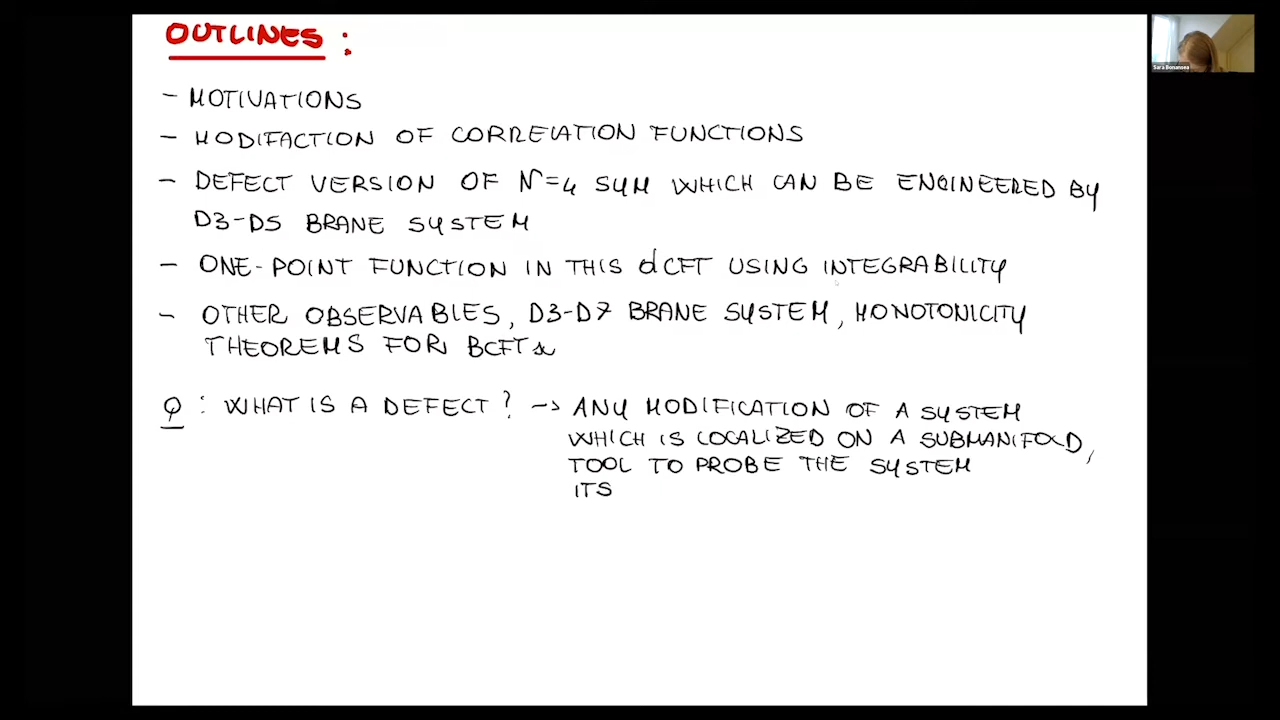 OUTLINES :
- MOTIVATIONS
- MODIFACTION OF CORRELATION FUNCTIONS
- DEFECT VERSION OF N=4 SYM WHICH CAN BE ENGINEERED BY
D3-D5 BRANE SYSTEM
- ONE-POINT FUNCTION IN THIS dCFT USING INTEGRABILITY
- OTHER OBSERVABLES, D3-D7 BRANE SYSTEM, MONOTONICITY
THEOREMS FOR BCFTs
Q : WHAT IS A DEFECT? -> ANY MODIFICATION OF A SYSTEM
WHICH IS LOCALIZED ON A SUBMANIFOLD,
TOOL TO PROBE THE SYSTEM
ITS
Sara Bonansea